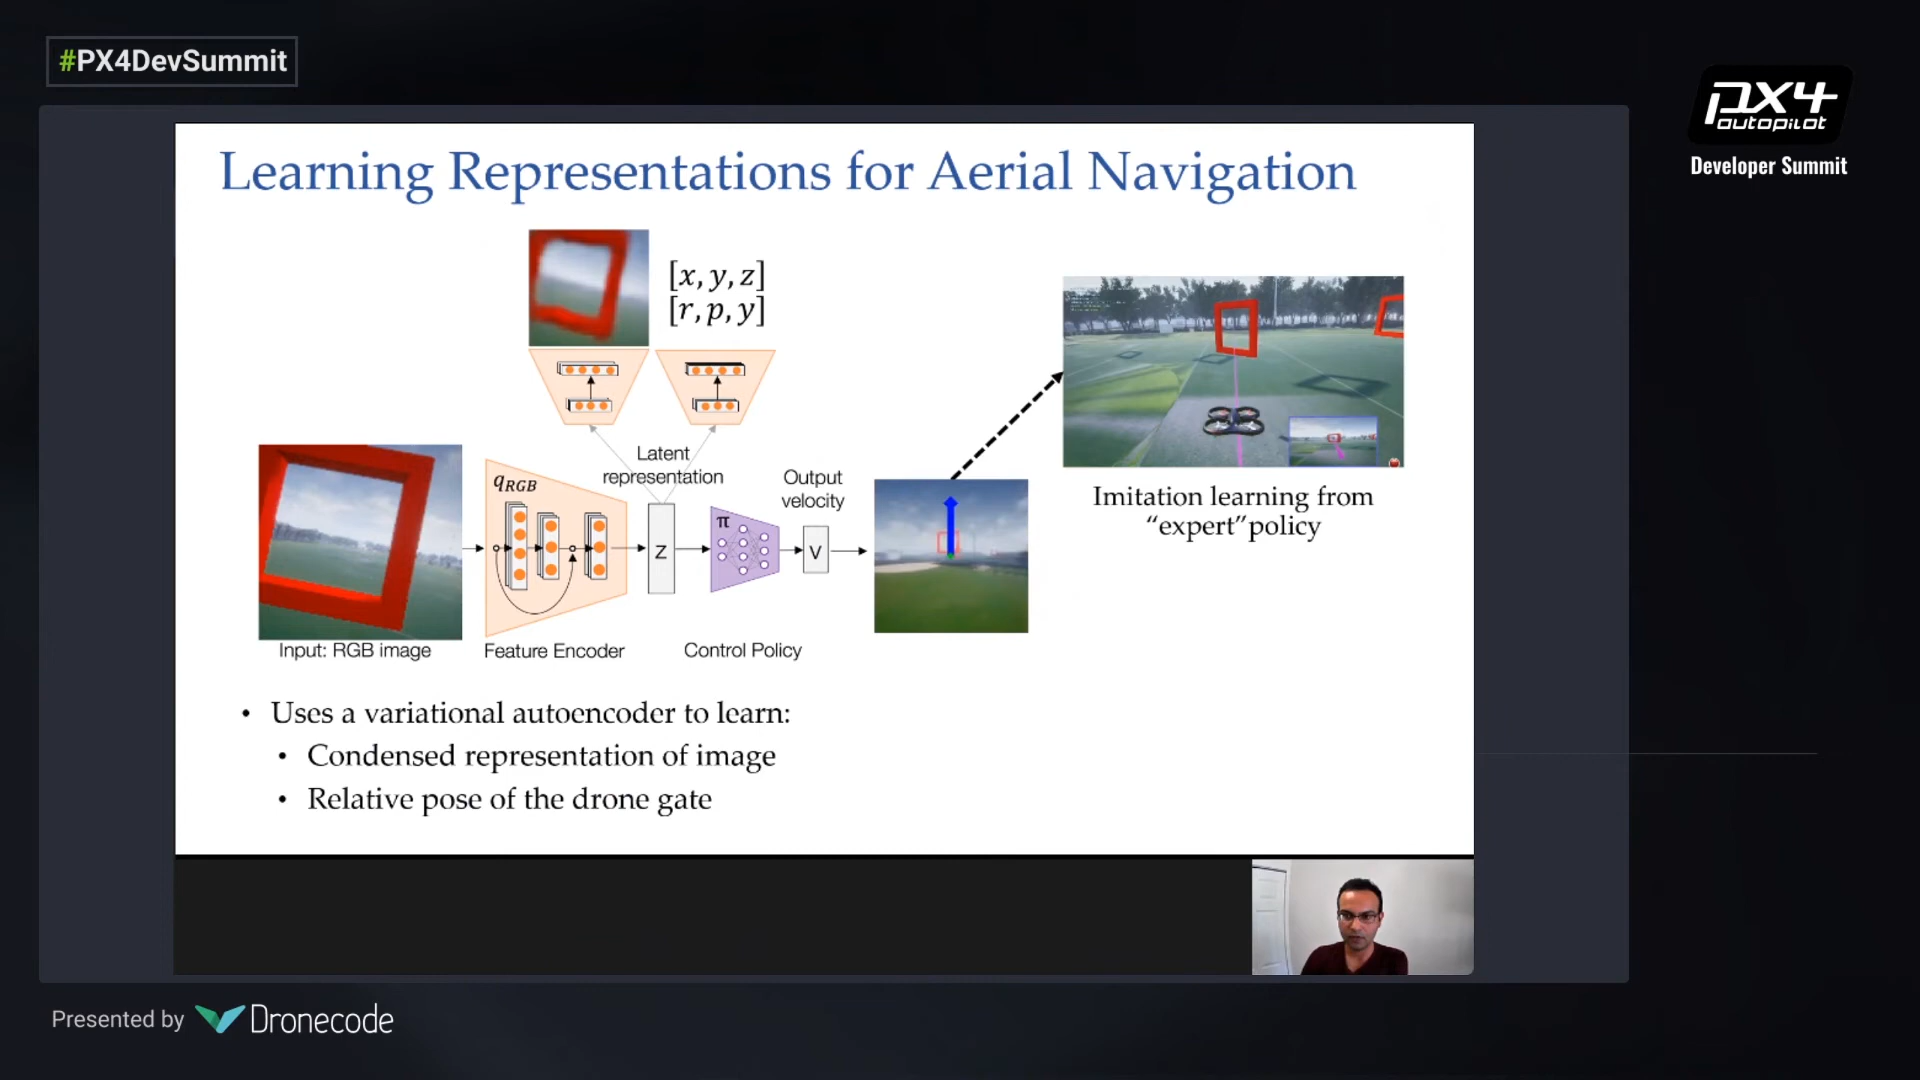 #PX4DevSummit
PX4
autopilot
Developer Summit
Learning Representations for Aerial Navigation
[x, y, z]
[r, p, y]
Latent
representation
Output
velocity
qRGB
π
Z
V
Input: RGB image
Feature Encoder
Control Policy
Imitation learning from
“expert”policy
• Uses a variational autoencoder to learn:
• Condensed representation of image
• Relative pose of the drone gate
Presented by Dronecode